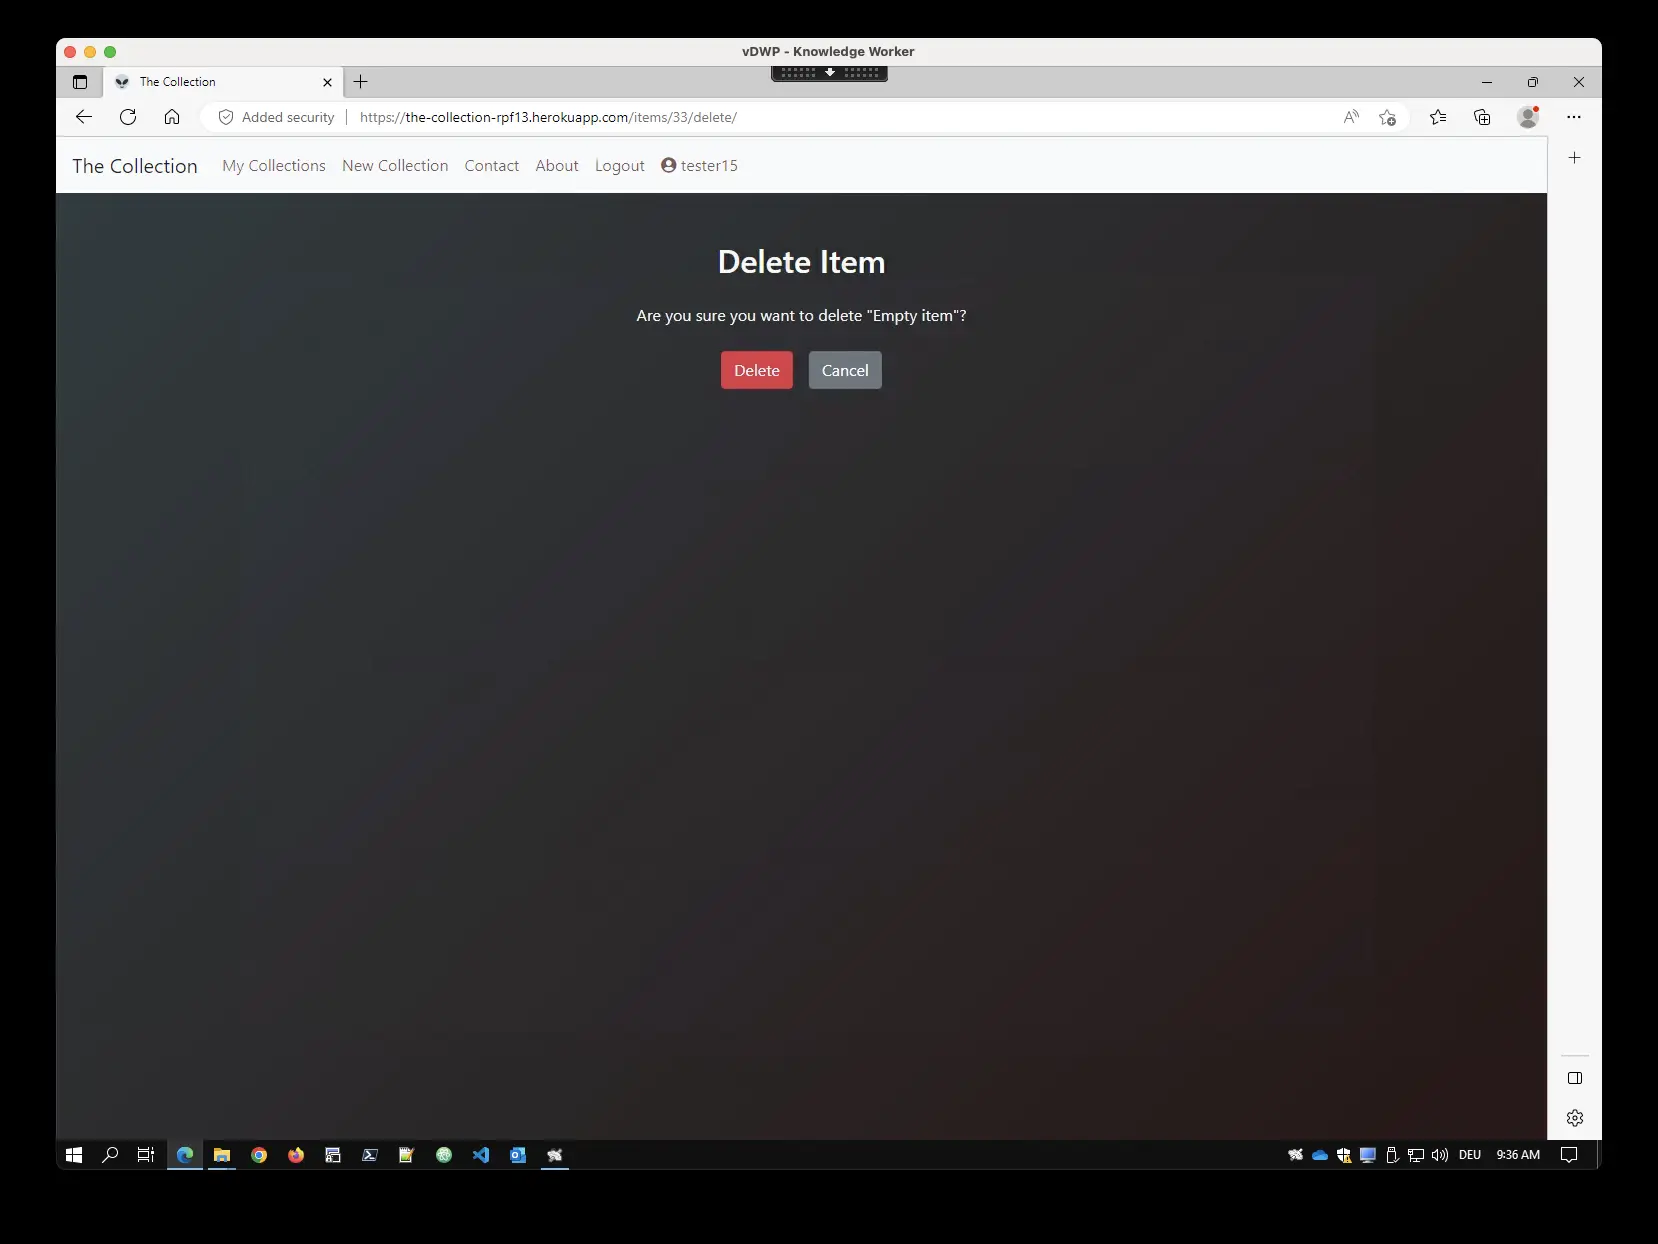 vDWP - Knowledge Worker
The Collection
Added security
https://the-collection-rpf13.herokuapp.com/items/33/delete/
The Collection My Collections New Collection Contact About Logout tester15
Delete Item
Are you sure you want to delete "Empty item"?
Delete Cancel
DEU 9:36 AM